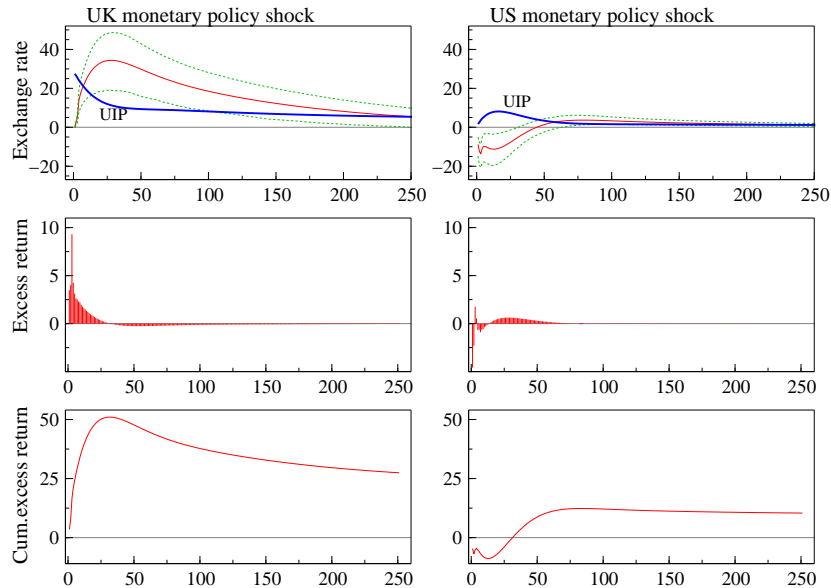 UK monetary policy shock
US monetary policy shock
Exchange rate
40
20
0
−20
UIP
0 50 100 150 200 250
40
20
0
−20
UIP
0 50 100 150 200 250
Excess return
10
5
0
0 50 100 150 200 250
10
5
0
0 50 100 150 200 250
Cum.excess return
50
25
0
0 50 100 150 200 250
50
25
0
0 50 100 150 200 250